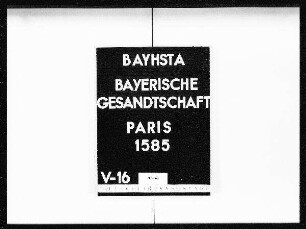 BAYHSTA
BAYERISCHE
GESANDTSCHAFT
PARIS
1585
V-16